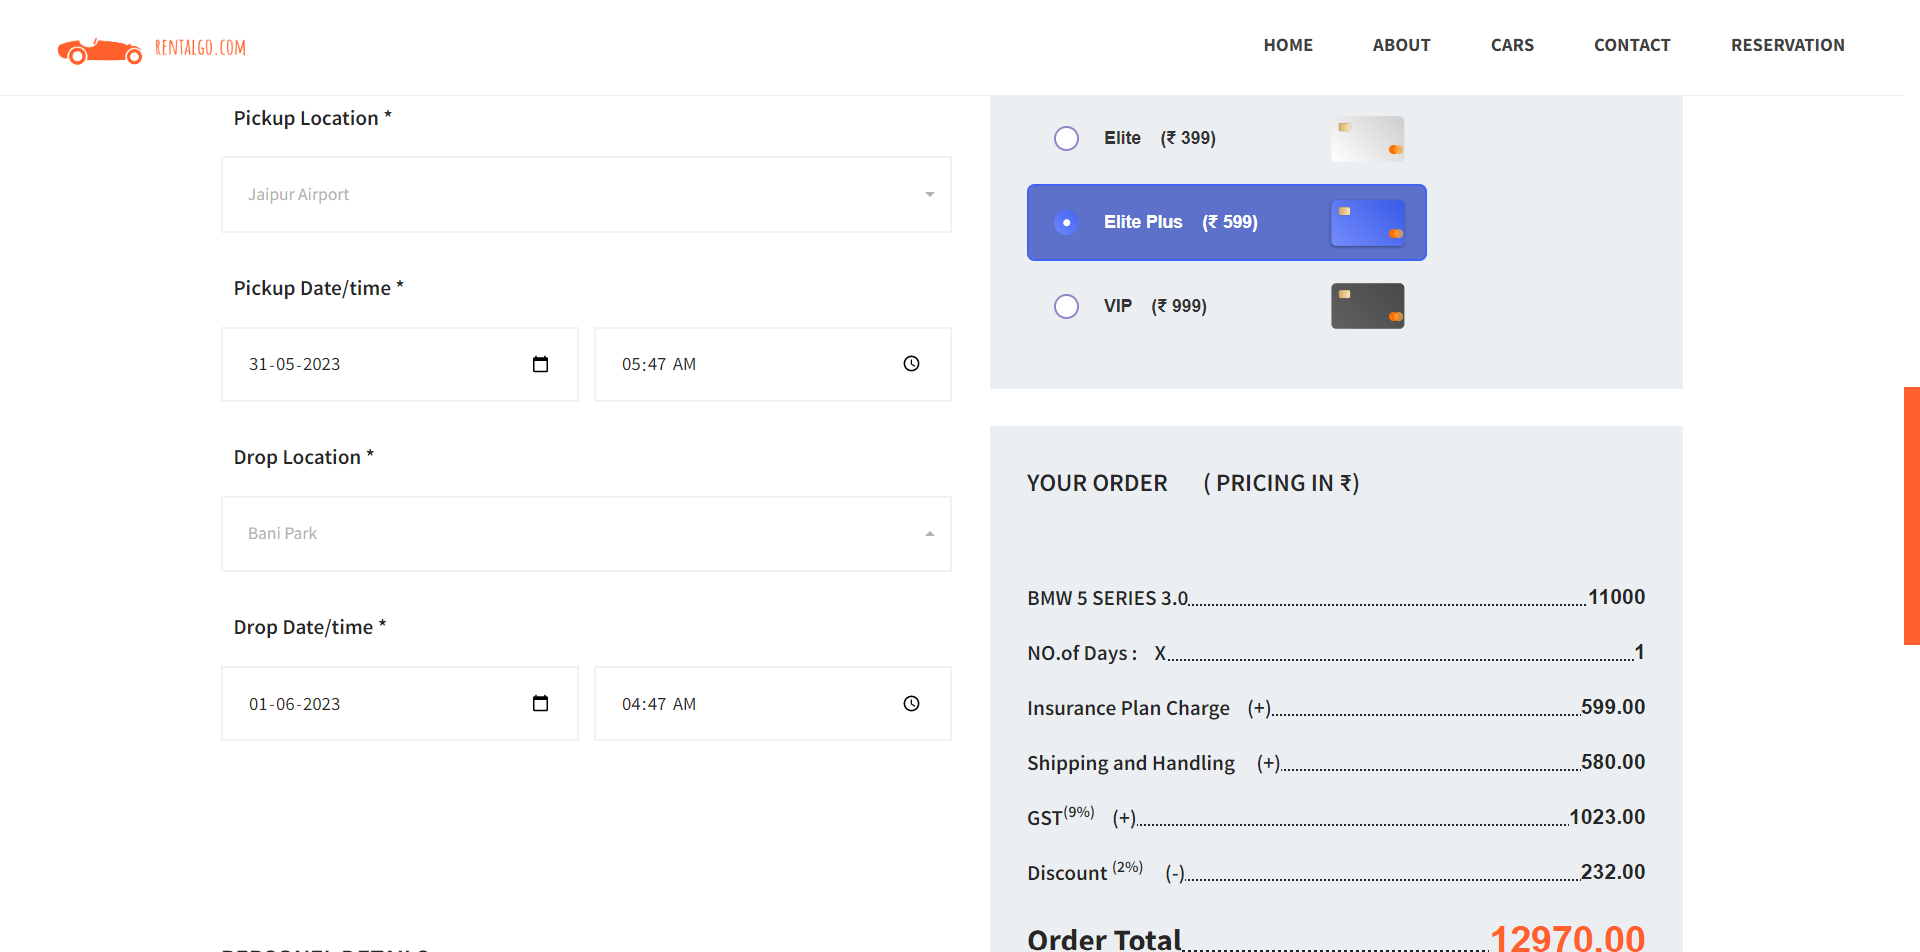 RENTALGO.COM
HOME ABOUT CARS CONTACT RESERVATION
Pickup Location *
Jaipur Airport
Pickup Date/time *
31-05-2023 05:47 AM
Drop Location *
Bani Park
Drop Date/time *
01-06-2023 04:47 AM
PERSONEL DETAILS
Elite (₹ 399)
Elite Plus (₹ 599)
VIP (₹ 999)
YOUR ORDER ( PRICING IN ₹)
BMW 5 SERIES 3.0 11000
NO.of Days : X 1
Insurance Plan Charge (+) 599.00
Shipping and Handling (+) 580.00
GST(9%) (+) 1023.00
Discount (2%) (-) 232.00
Order Total 12970.00